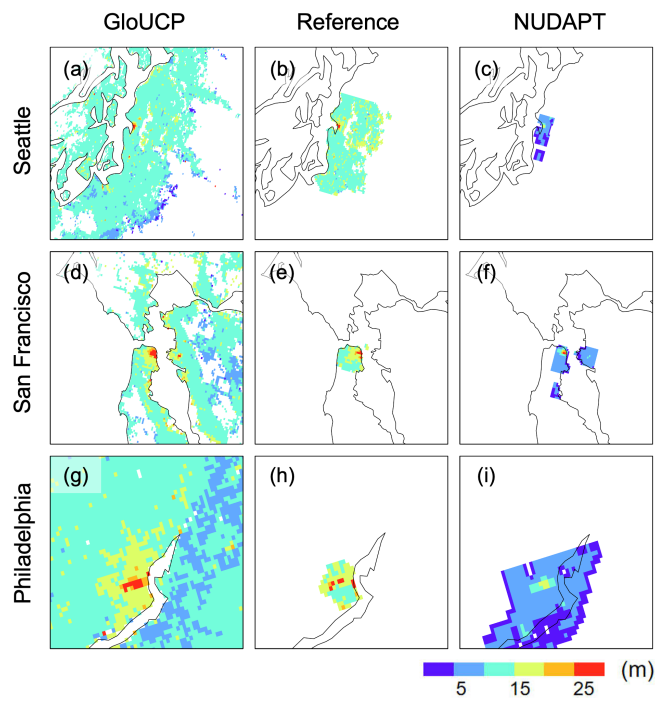 GloUCP Reference NUDAPT
Seattle
(a) (b) (c)
San Francisco
(d) (e) (f)
Philadelphia
(g) (h) (i)
5 15 25 (m)